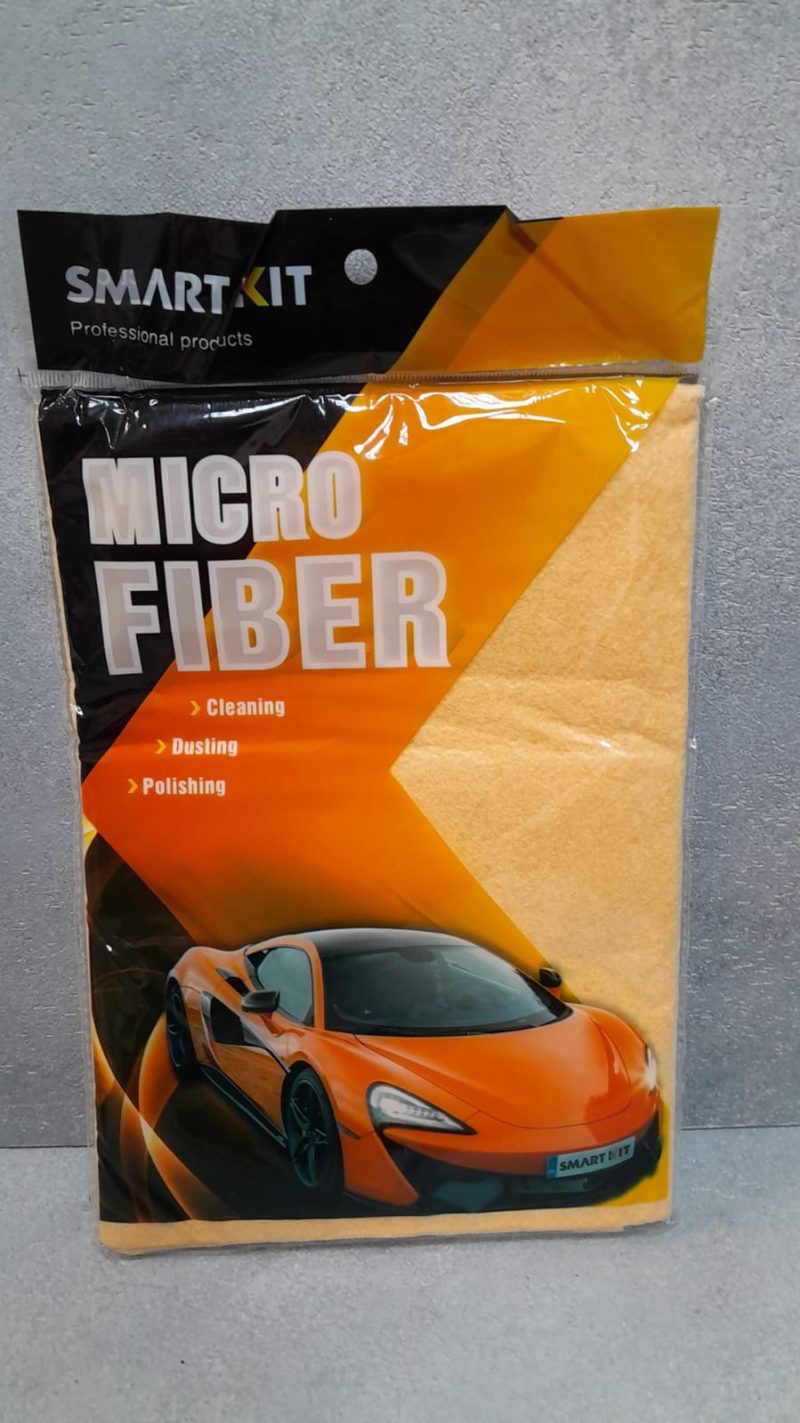 SMARTKIT
Professional products
MICRO
FIBER
Cleaning
Dusting
Polishing
SMARTKIT